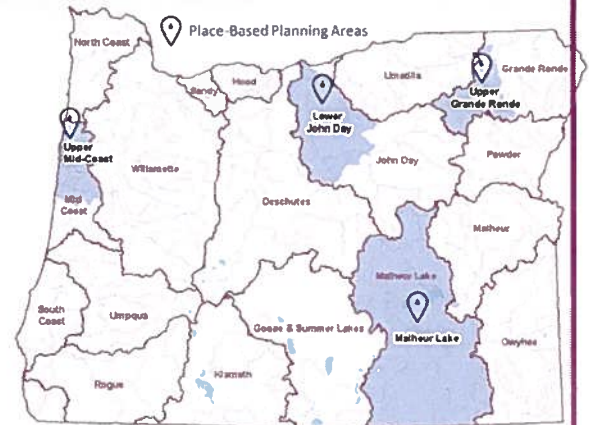 Place-Based Planning Areas
North Coast
Sandy
Hood
Umatilla
Grande Ronde
Upper
Grande Ronde
Lower
John Day
Upper
Mid-Coast
Willamette
John Day
Powder
Mid
Coast
Deschutes
Malheur
Malheur Lake
South
Coast
Umpqua
Goose & Summer Lakes
Malheur Lake
Owyhee
Rogue
Klamath